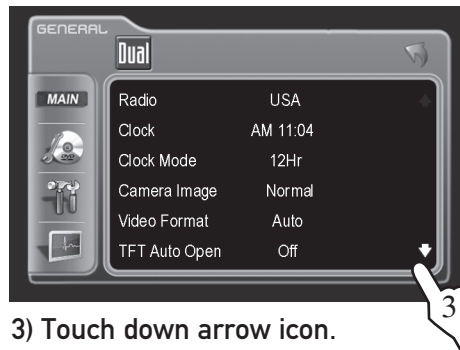 GENERAL
Dual
MAIN
Radio USA
Clock AM 11:04
Clock Mode 12Hr
Camera Image Normal
Video Format Auto
TFT Auto Open Off
DVD
3
3) Touch down arrow icon.